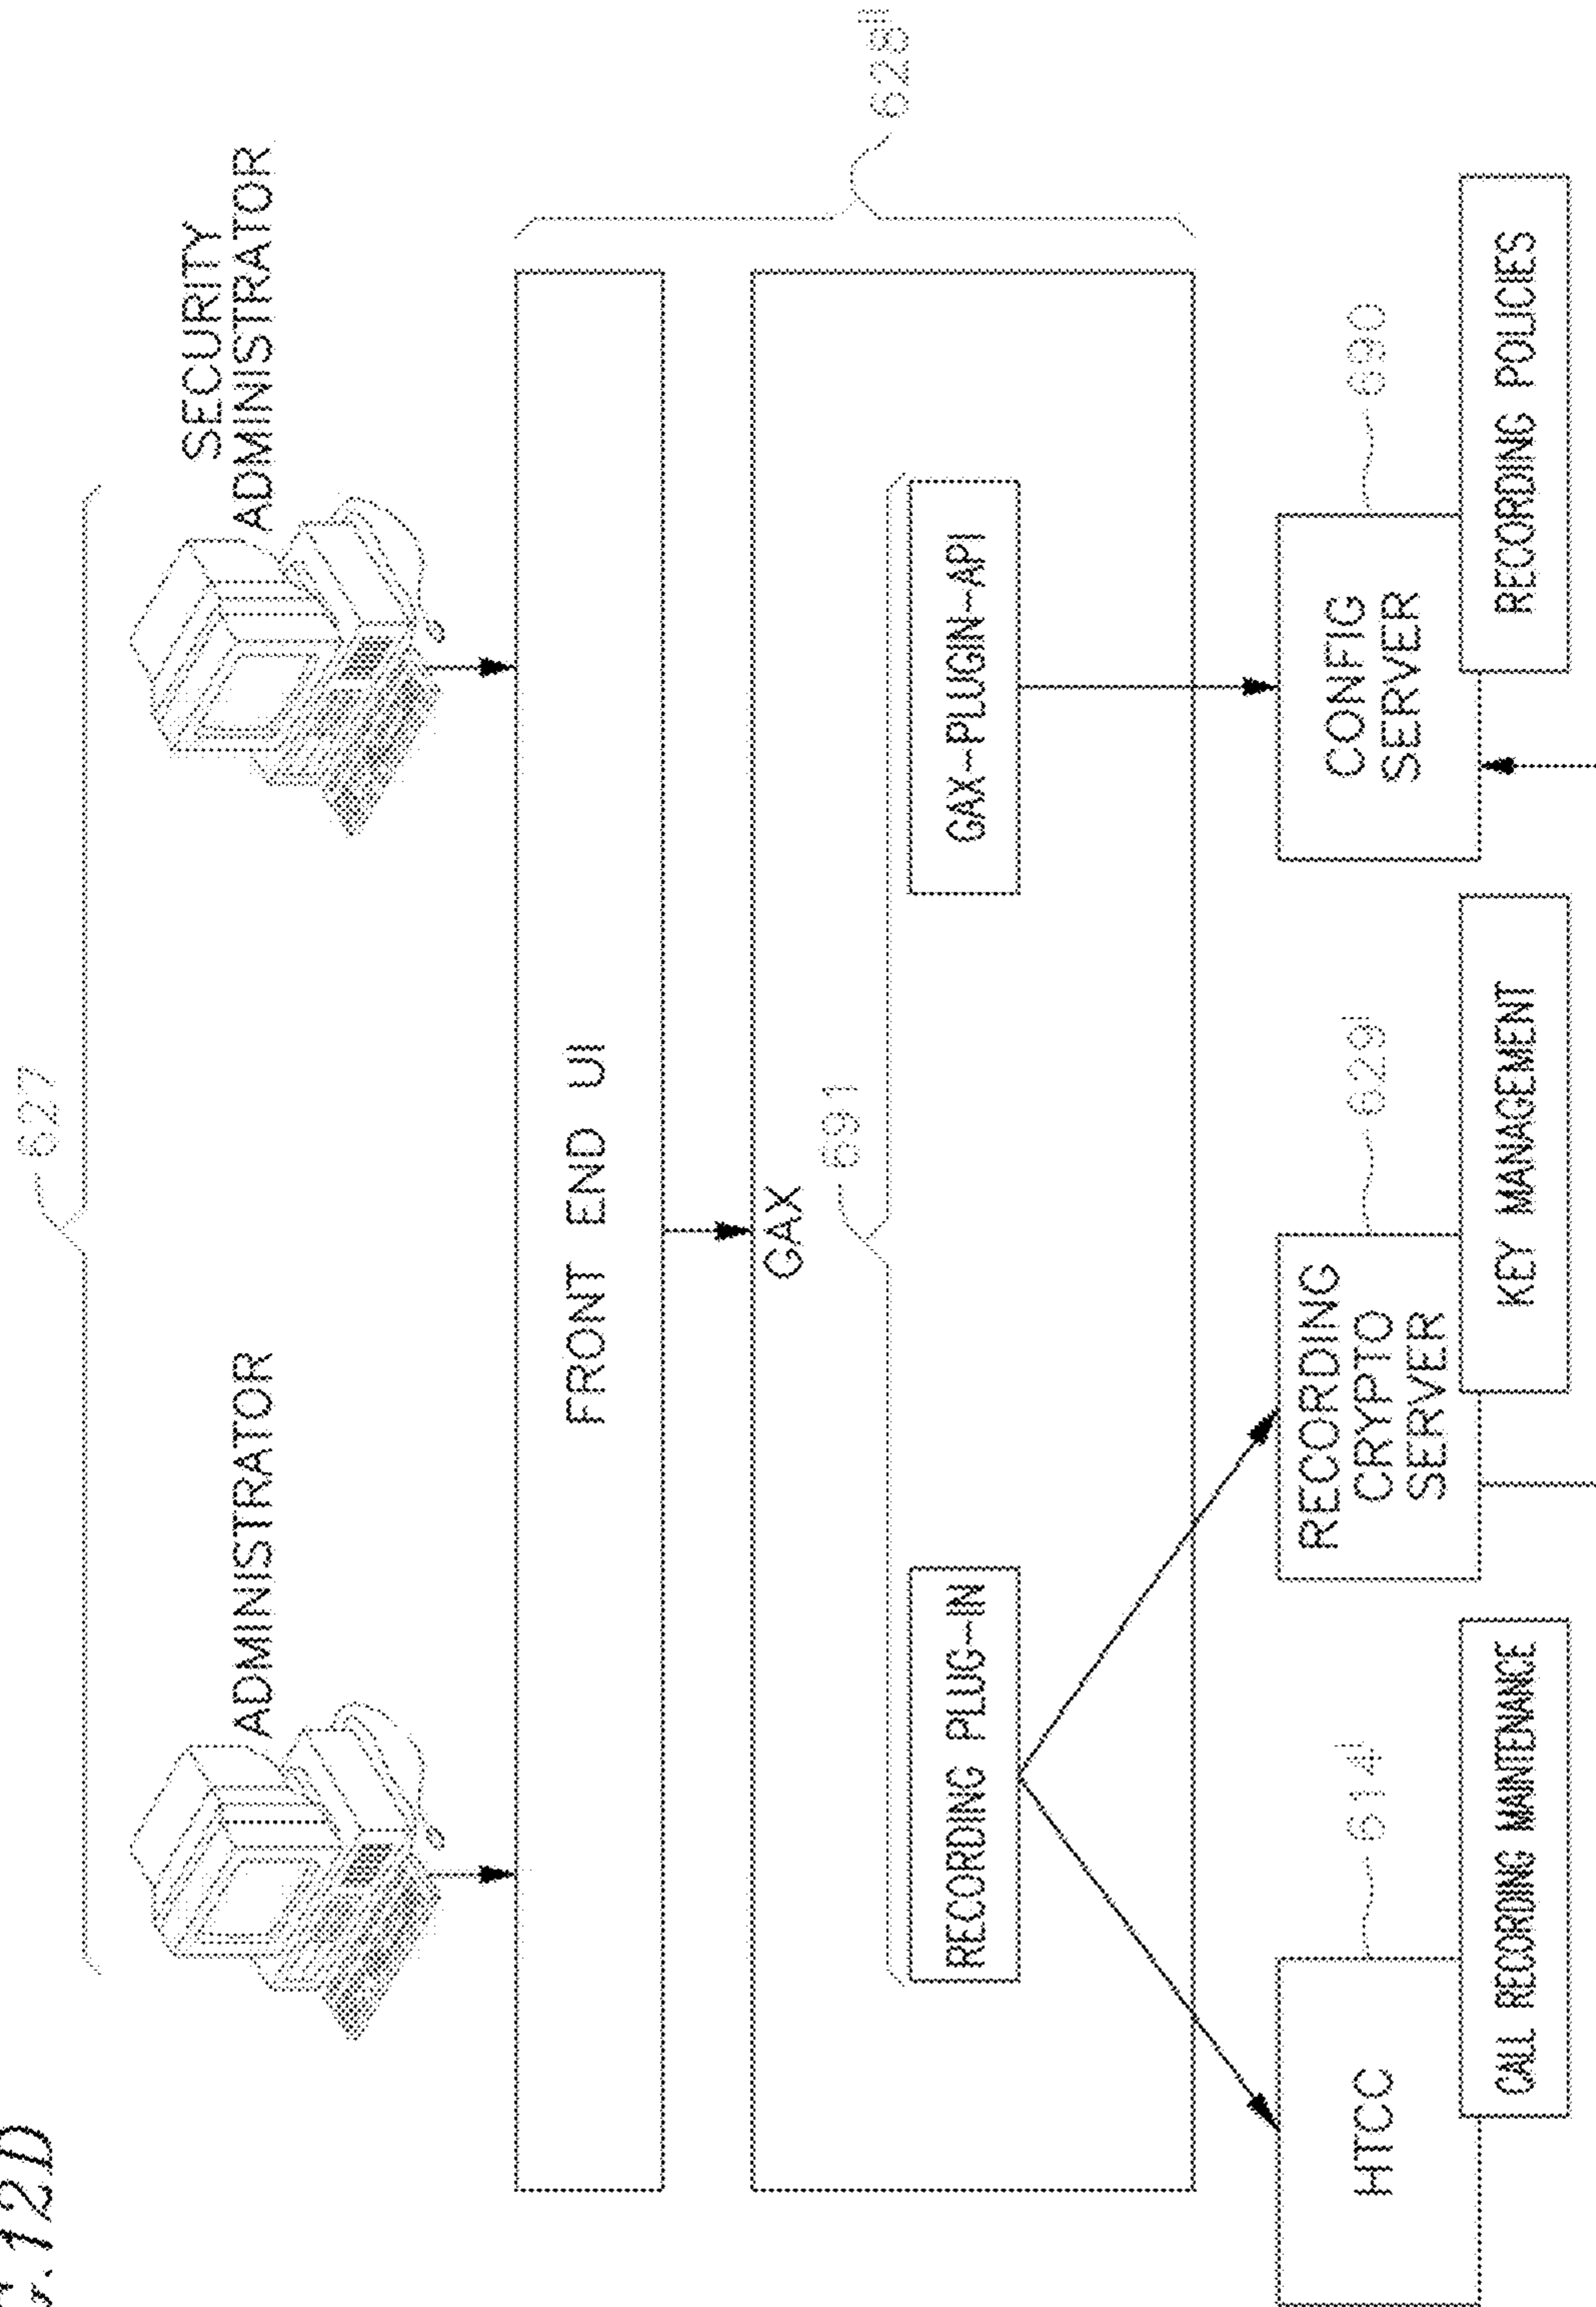 G.12D
627
ADMINISTRATOR
SECURITY
ADMINISTRATOR
FRONT END UI
628"
GAX
691
RECORDING PLUG-IN
GAX-PLUGIN-API
HTCC
614'
CALL RECORDING MAINTENANCE
RECORDING
CRYPTO
SERVER
629'
KEY MANAGEMENT
CONFIG
SERVER
690
RECORDING POLICIES